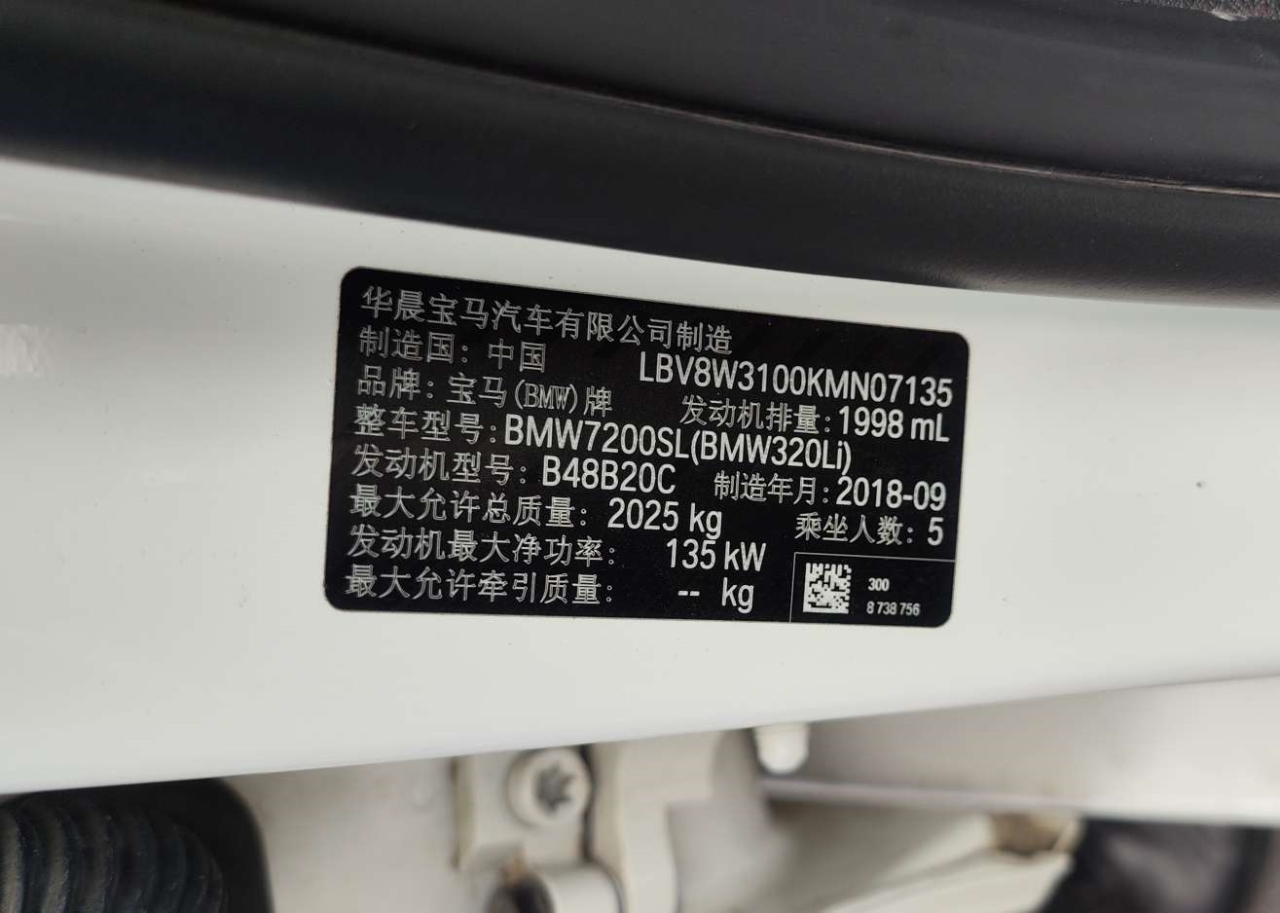 华晨宝马汽车有限公司制造
制造国：中国 LBV8W3100KMN07135
品牌：宝马(BMW)牌 发动机排量：1998 mL
整车型号：BMW7200SL(BMW320Li)
发动机型号：B48B20C 制造年月：2018-09
最大允许总质量：2025 kg 乘坐人数：5
发动机最大净功率：135 kW
最大允许牵引质量：-- kg
300
8 738 756